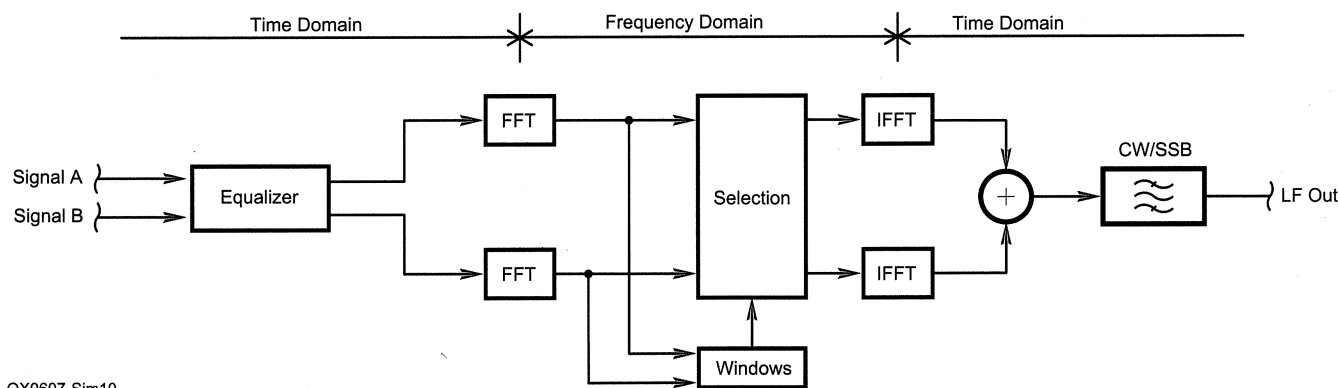 Time Domain
Frequency Domain
Time Domain
FFT
IFFT
CW/SSB
Signal A
Signal B
Equalizer
Selection
+
LF Out
FFT
IFFT
Windows
QX0607-Sim10